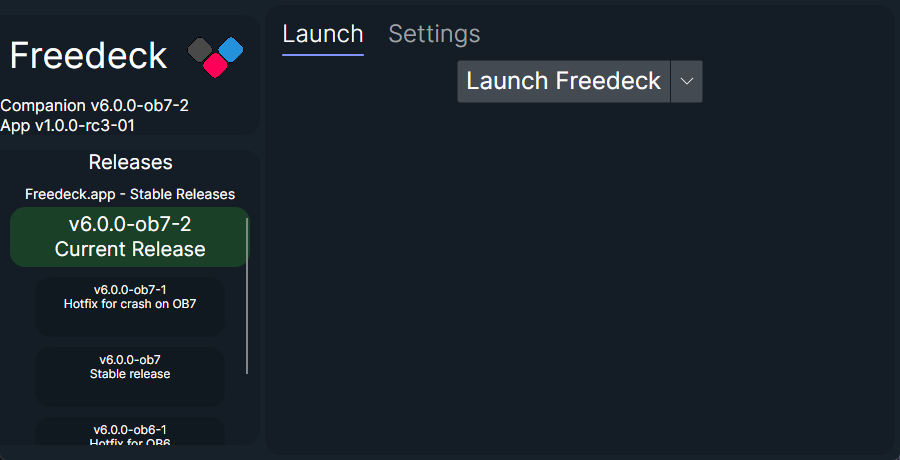 Freedeck
Companion v6.0.0-ob7-2
App v1.0.0-rc3-01
Releases
Freedeck.app - Stable Releases
v6.0.0-ob7-2
Current Release
v6.0.0-ob7-1
Hotfix for crash on OB7
v6.0.0-ob7
Stable release
v6.0.0-ob6-1
Hotfix for OB6
Launch Settings
Launch Freedeck